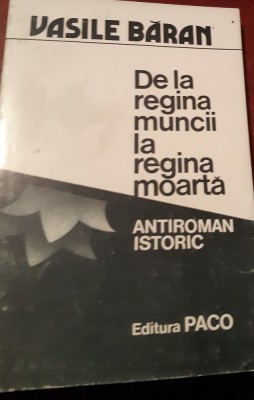 VASILE BĂRAN
De la
regina
muncii
la
regina
moartă
ANTIROMAN
ISTORIC
Editura PACO